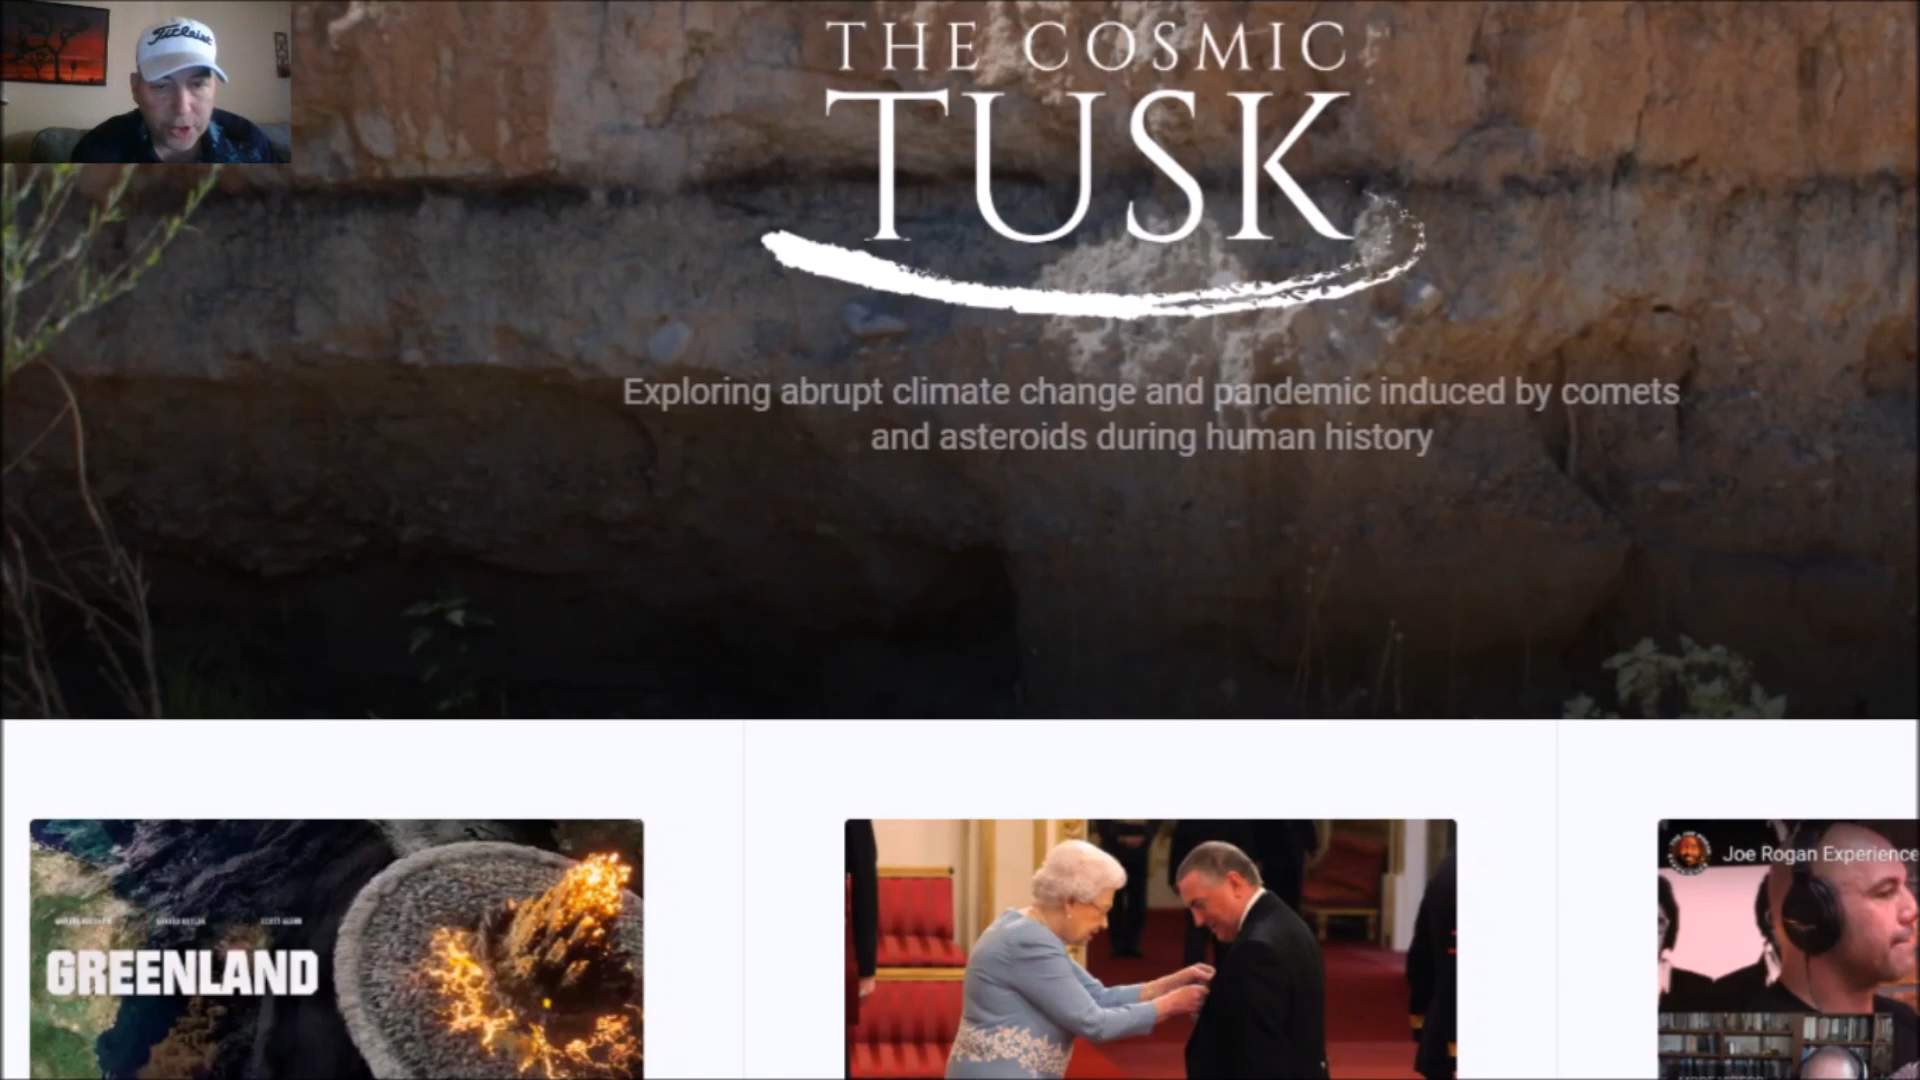 Titleist
THE COSMIC
TUSK
Exploring abrupt climate change and pandemic induced by comets
and asteroids during human history
Joe Rogan Experience
GREENLAND